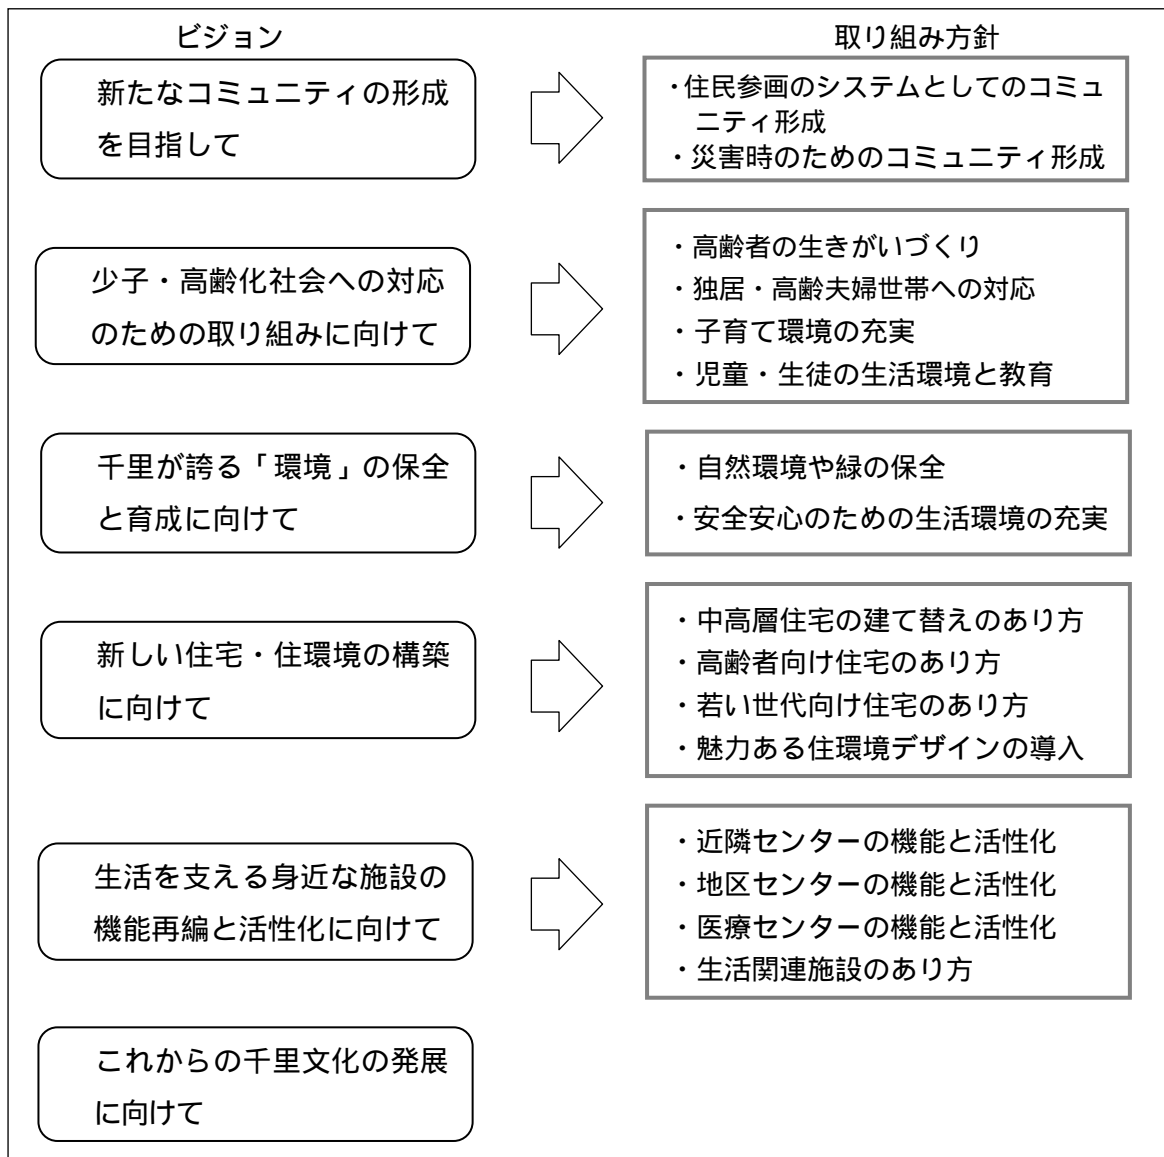 ビジョン
取り組み方針
新たなコミュニティの形成
を目指して
・住民参画のシステムとしてのコミュ
ニティ形成
・災害時のためのコミュニティ形成
少子・高齢化社会への対応
のための取り組みに向けて
・高齢者の生きがいづくり
・独居・高齢夫婦世帯への対応
・子育て環境の充実
・児童・生徒の生活環境と教育
千里が誇る「環境」の保全
と育成に向けて
・自然環境や緑の保全
・安全安心のための生活環境の充実
新しい住宅・住環境の構築
に向けて
・中高層住宅の建て替えのあり方
・高齢者向け住宅のあり方
・若い世代向け住宅のあり方
・魅力ある住環境デザインの導入
生活を支える身近な施設の
機能再編と活性化に向けて
・近隣センターの機能と活性化
・地区センターの機能と活性化
・医療センターの機能と活性化
・生活関連施設のあり方
これからの千里文化の発展
に向けて